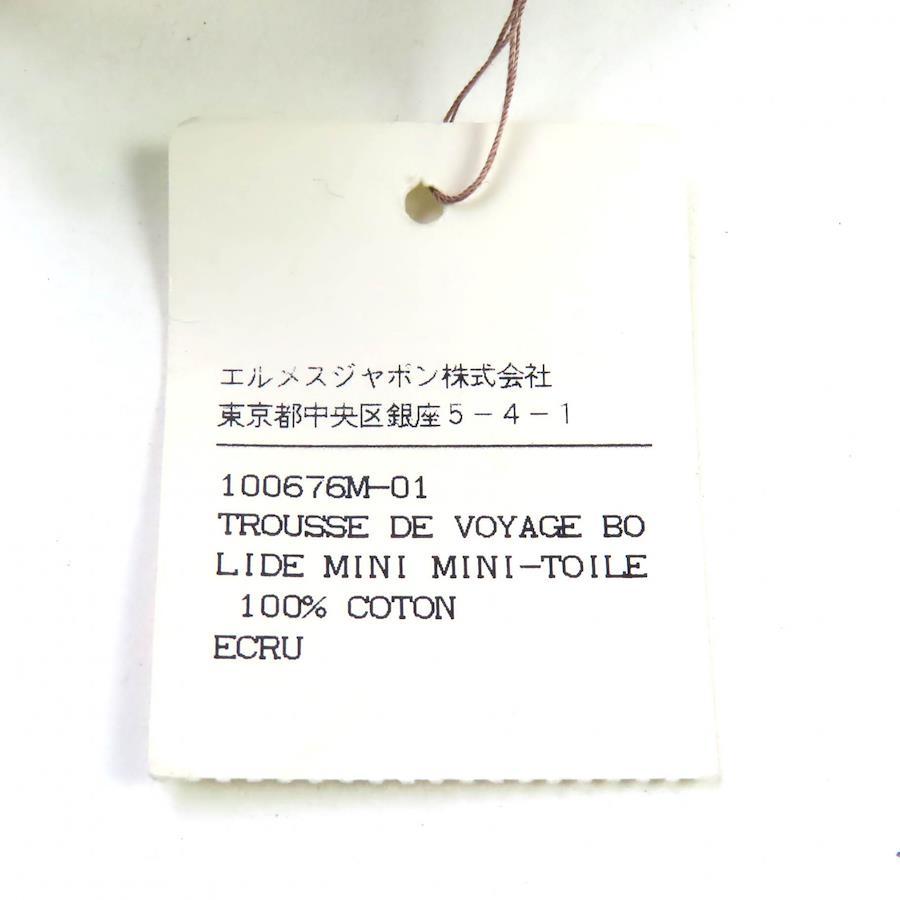 エルメスジャポン株式会社
東京都中央区銀座5-4-1
100676M-01
TROUSSE DE VOYAGE BO
LIDE MINI MINI-TOILE
100% COTON
ECRU